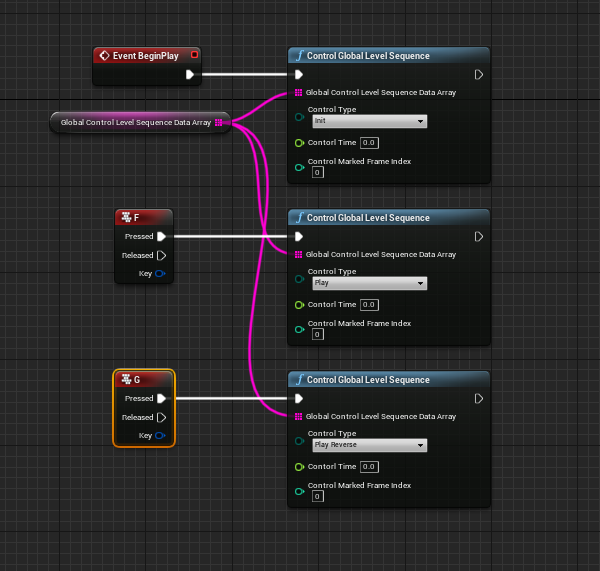 Event BeginPlay
Control Global Level Sequence
Global Control Level Sequence Data Array
Control Type
Init
Contorl Time 0.0
Control Marked Frame Index
0
Global Control Level Sequence Data Array
F
Pressed
Released
Key
Control Global Level Sequence
Global Control Level Sequence Data Array
Control Type
Play
Contorl Time 0.0
Control Marked Frame Index
0
G
Pressed
Released
Key
Control Global Level Sequence
Global Control Level Sequence Data Array
Control Type
Play Reverse
Contorl Time 0.0
Control Marked Frame Index
0